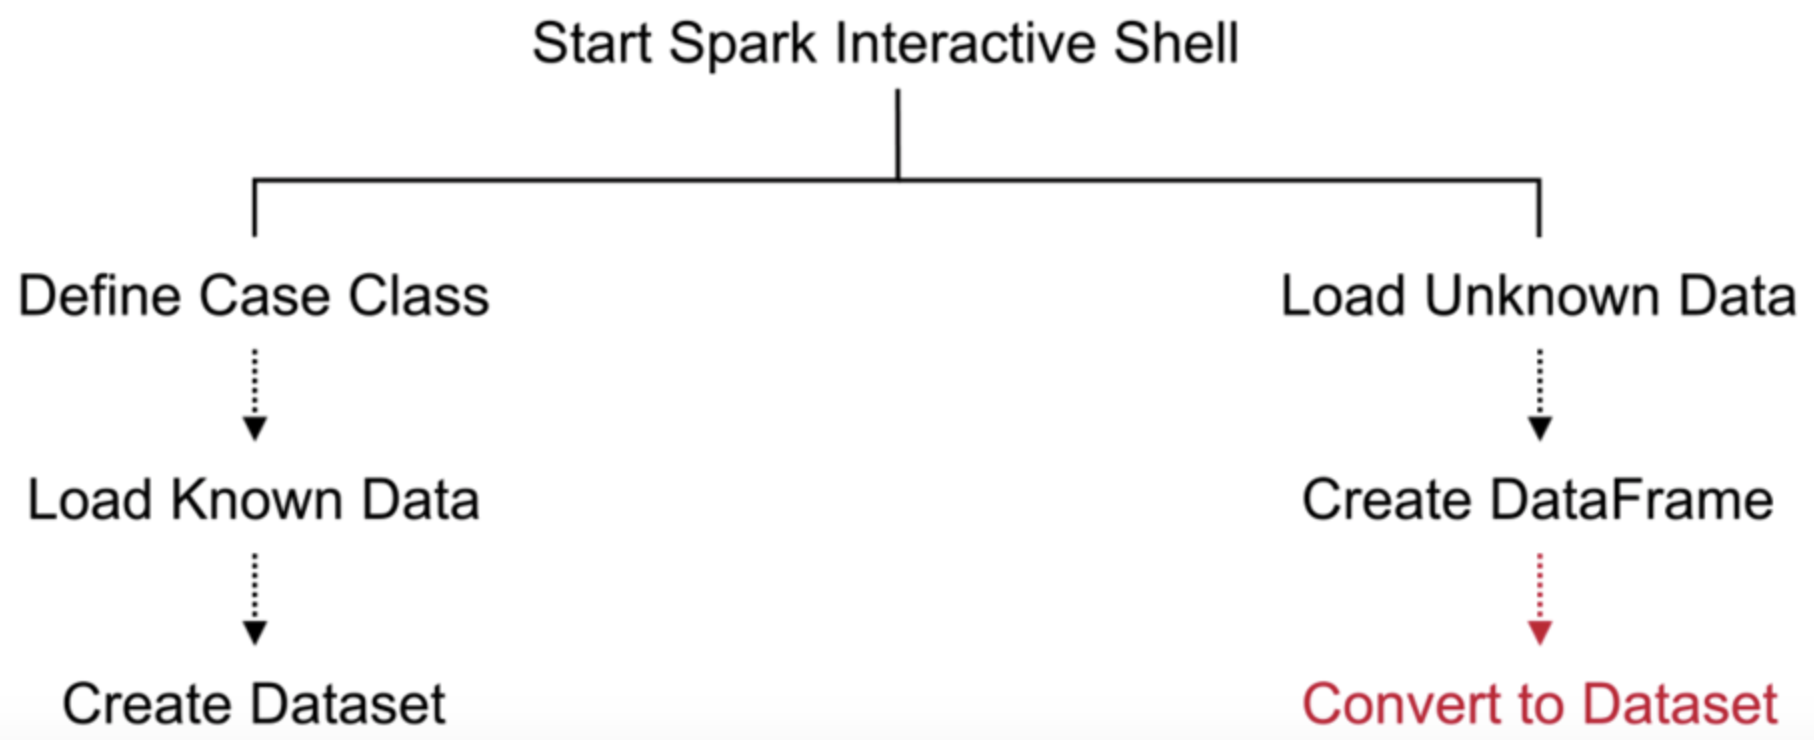 Start Spark Interactive Shell
Define Case Class
Load Unknown Data
Load Known Data
Create DataFrame
Create Dataset
Convert to Dataset